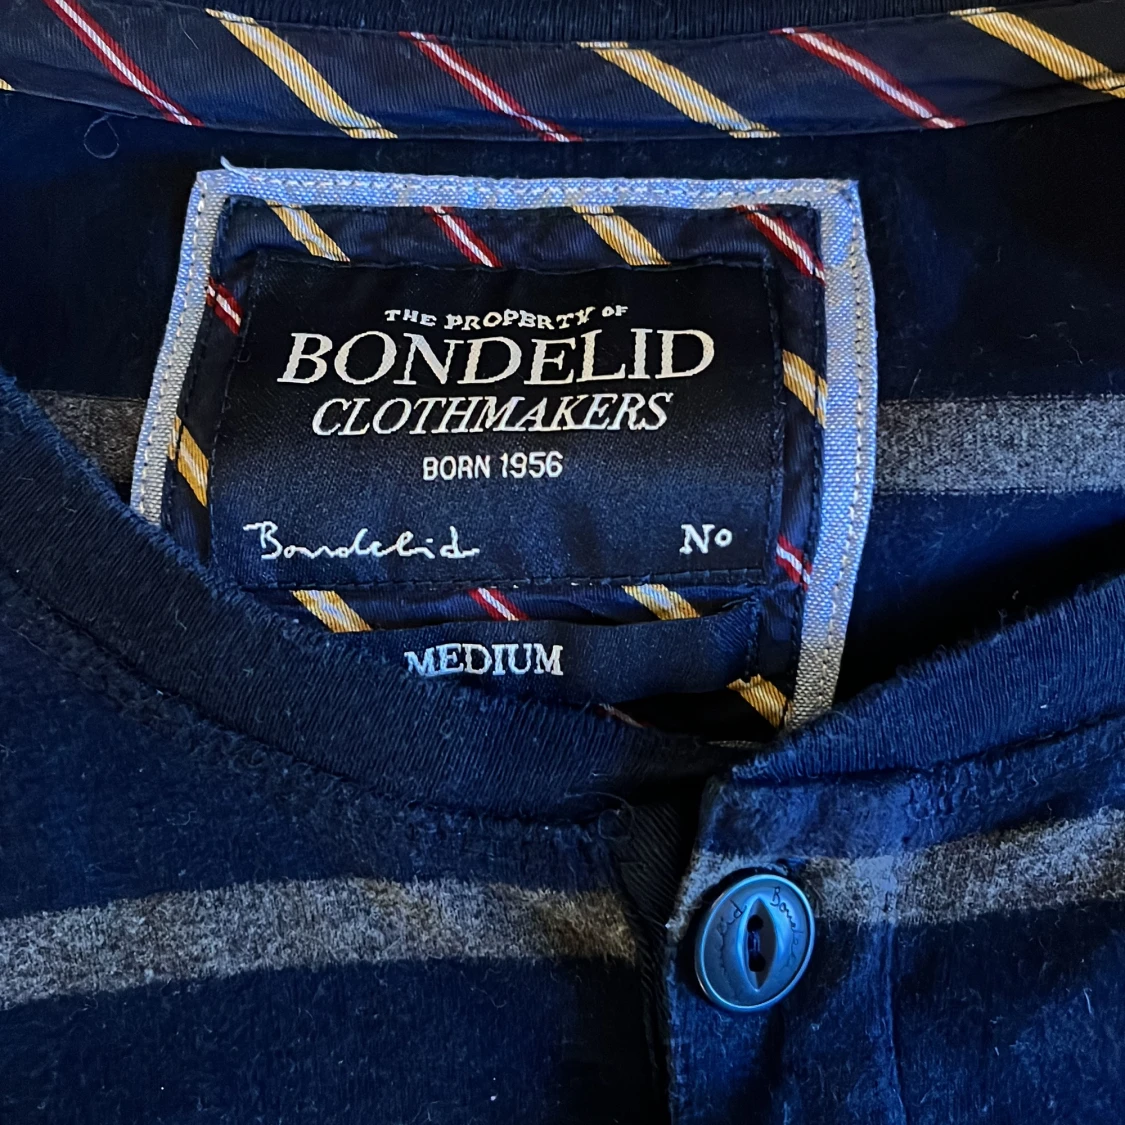 THE PROPERTY OF
BONDELID
CLOTHMAKERS
BORN 1956
Bondelid Nº
MEDIUM